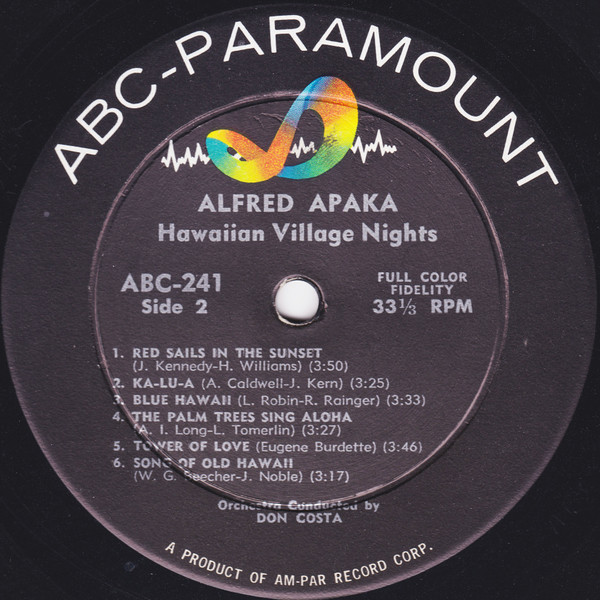 ABC-PARAMOUNT
ALFRED APAKA
Hawaiian Village Nights
ABC-241
Side 2
FULL COLOR
FIDELITY
33 1/3 RPM
1. RED SAILS IN THE SUNSET
(J. Kennedy-H. Williams) (3:50)
2. KA-LU-A (A. Caldwell-J. Kern) (3:25)
3. BLUE HAWAII (L. Robin-R. Rainger) (3:33)
4. THE PALM TREES SING ALOHA
(A. I. Long-L. Tomerlin) (3:27)
5. TOWER OF LOVE (Eugene Burdette) (3:46)
6. SONG OF OLD HAWAII
(W. G. Beecher-J. Noble) (3:17)
Orchestra Conducted by
DON COSTA
A PRODUCT OF AM-PAR RECORD CORP.